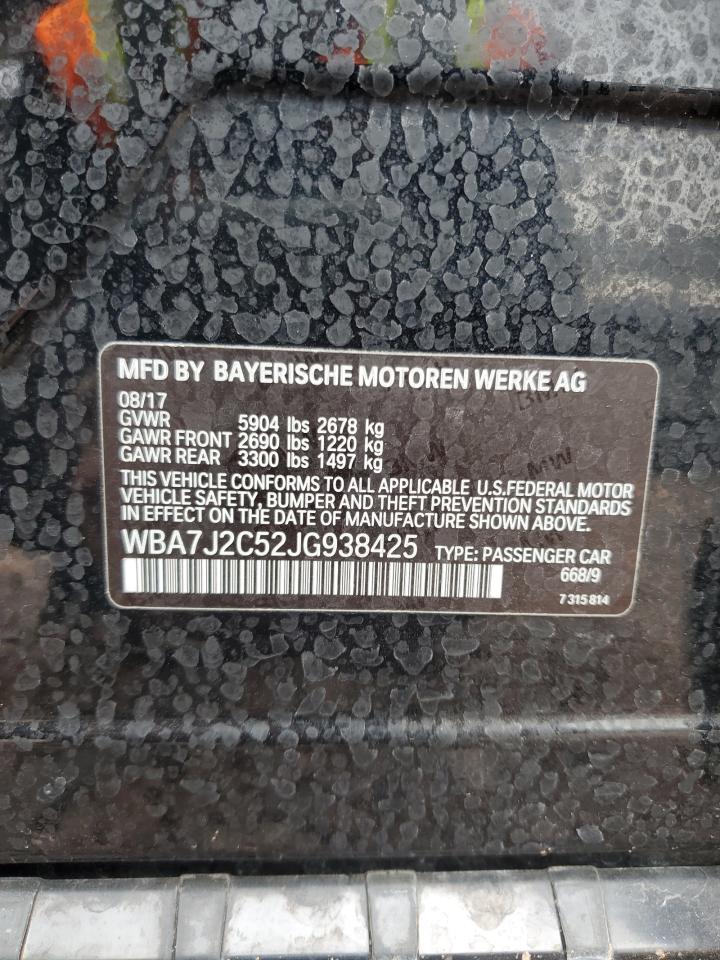 MFD BY BAYERISCHE MOTOREN WERKE AG
08/17
GVWR 5904 lbs 2678 kg
GAWR FRONT 2690 lbs 1220 kg
GAWR REAR 3300 lbs 1497 kg
THIS VEHICLE CONFORMS TO ALL APPLICABLE U.S.FEDERAL MOTOR
VEHICLE SAFETY, BUMPER AND THEFT PREVENTION STANDARDS
IN EFFECT ON THE DATE OF MANUFACTURE SHOWN ABOVE.
WBA7J2C52JG938425 TYPE: PASSENGER CAR
668/9
7 315 814